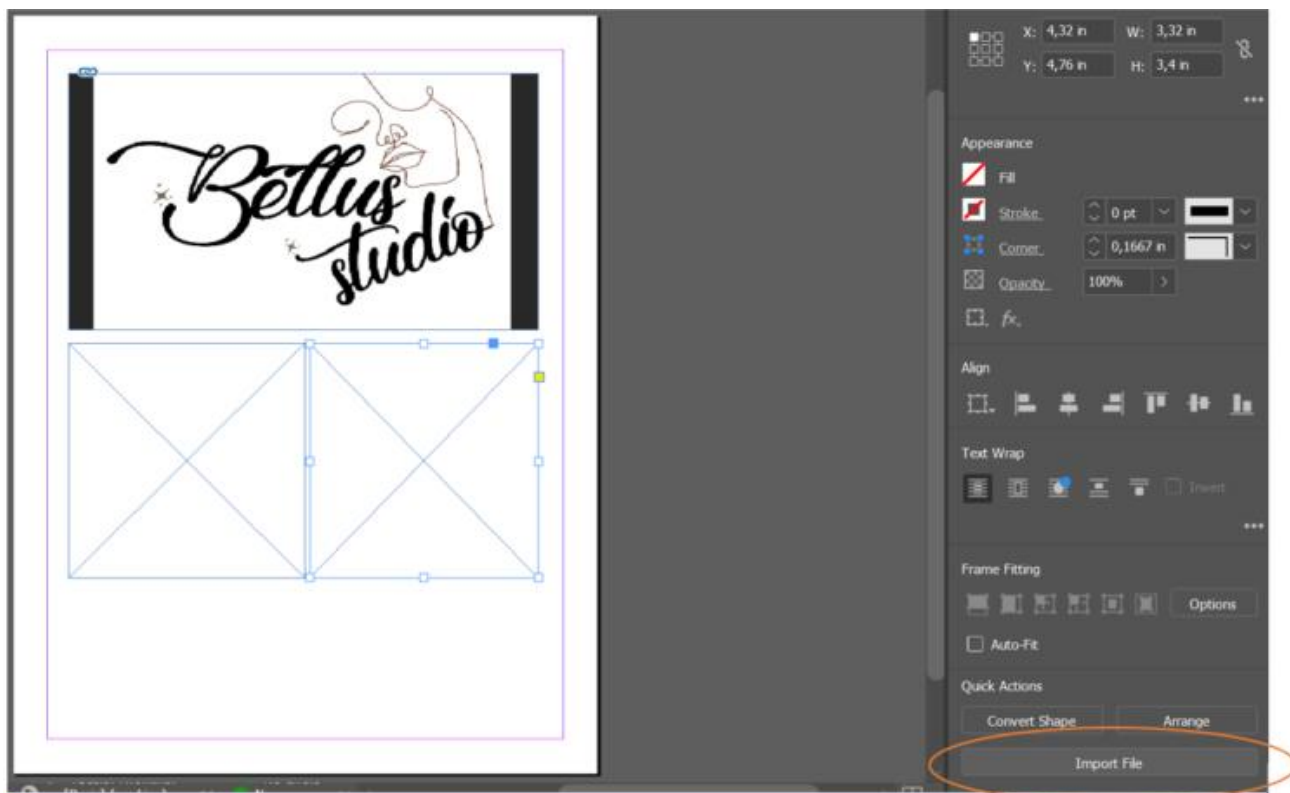 Bellus
studio
X: 4,32 in W: 3,32 in
Y: 4,76 in H: 3,4 in
Appearance
Fill
Stroke 0 pt
Corner 0,1667 in
Opacity 100%
fx
Align
Text Wrap
Invert
Frame Fitting
Options
Auto-Fit
Quick Actions
Convert Shape Arrange
Import File